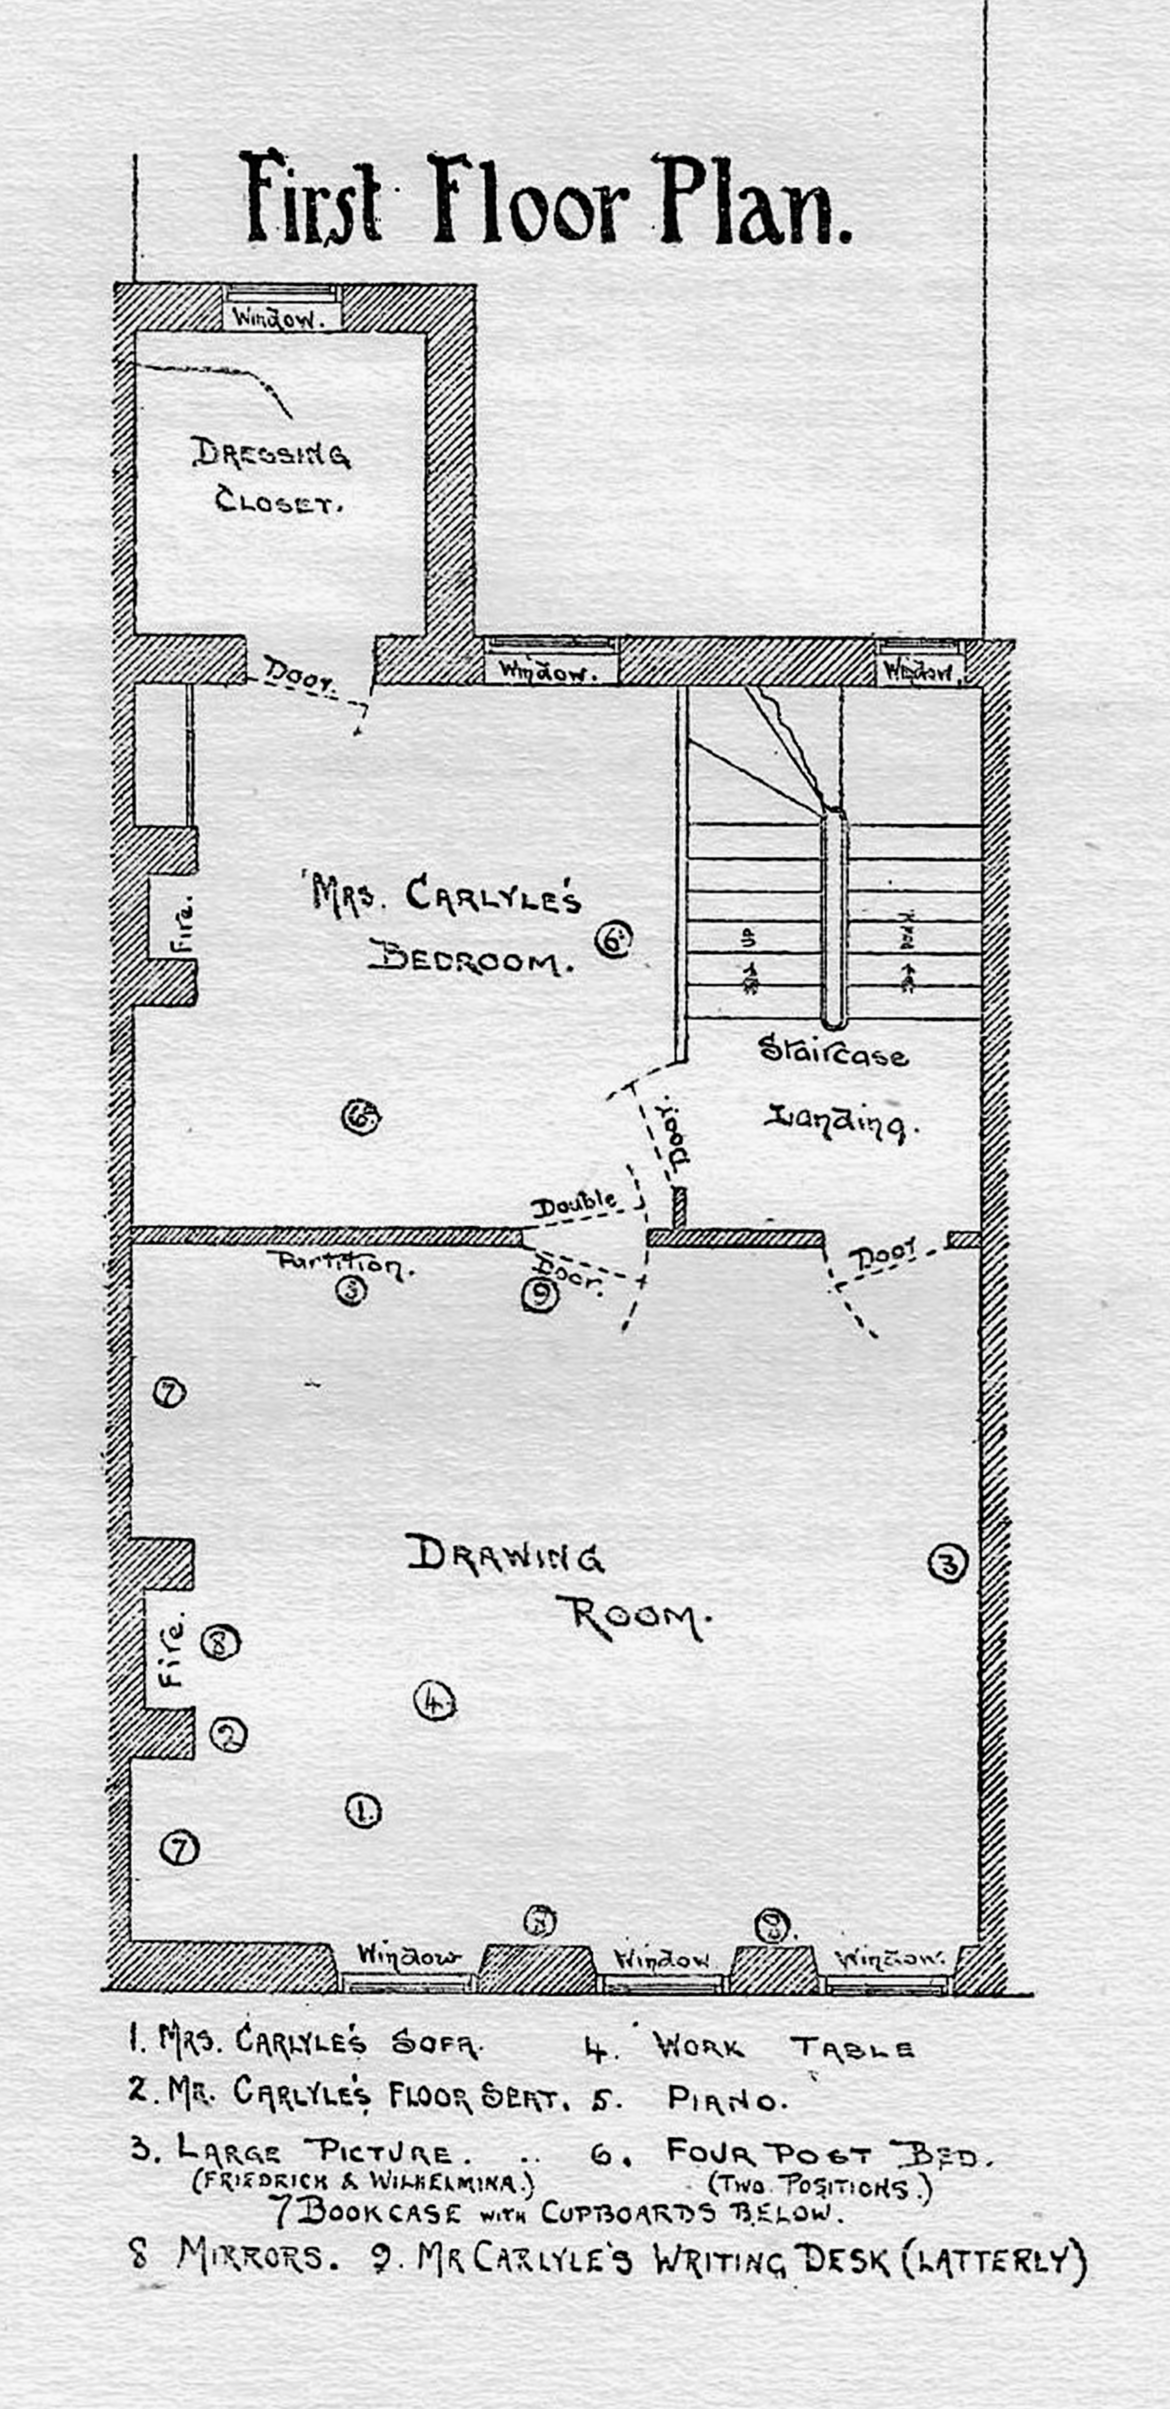 First Floor Plan.
Window.
DRESSING
CLOSET.
Door.
Window.
Window.
Fire.
MRS. CARLYLE'S
BEDROOM.
6
UP
Staircase
Landing.
6
Door.
Double
Door.
Partition.
Door
5
9
7
DRAWING
ROOM.
3
Fire.
8
4.
2
1.
7
8
Window
Window
Window.
1. MRS. CARLYLE'S SOFA.
4. WORK TABLE
2. MR. CARLYLE'S FLOOR SEAT.
5. PIANO.
3. LARGE PICTURE.
(FRIEDRICH & WILHELMINA.)
6. FOUR POST BED.
(TWO POSITIONS.)
7 BOOKCASE WITH CUPBOARDS BELOW.
8 MIRRORS. 9. MR CARLYLE'S WRITING DESK (LATTERLY)